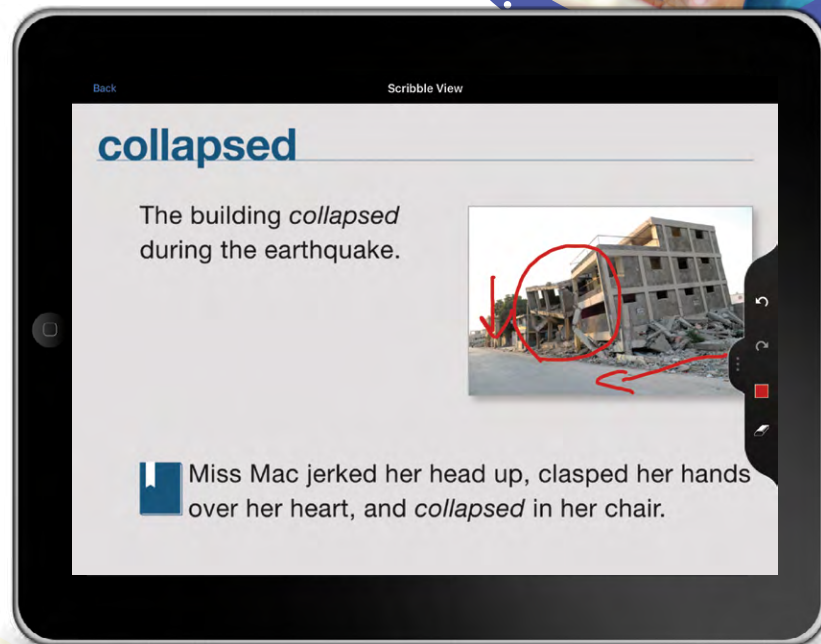 Back
Scribble View
collapsed
The building collapsed
during the earthquake.
Miss Mac jerked her head up, clasped her hands
over her heart, and collapsed in her chair.